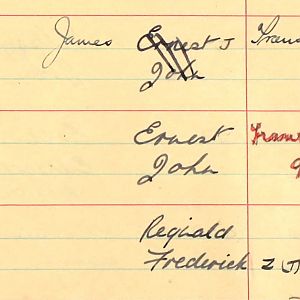 James Ernest J
John
Ernest
John
Reginald
Frederick